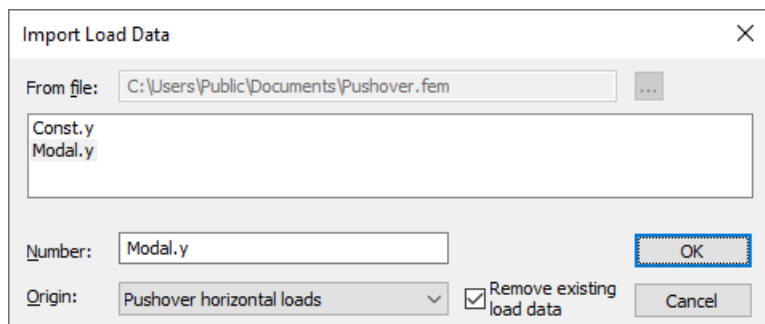 Import Load Data
From file: C:\Users\Public\Documents\Pushover.fem ...
Const.y
Modal.y
Number: Modal.y OK
Origin: Pushover horizontal loads Remove existing
load data Cancel